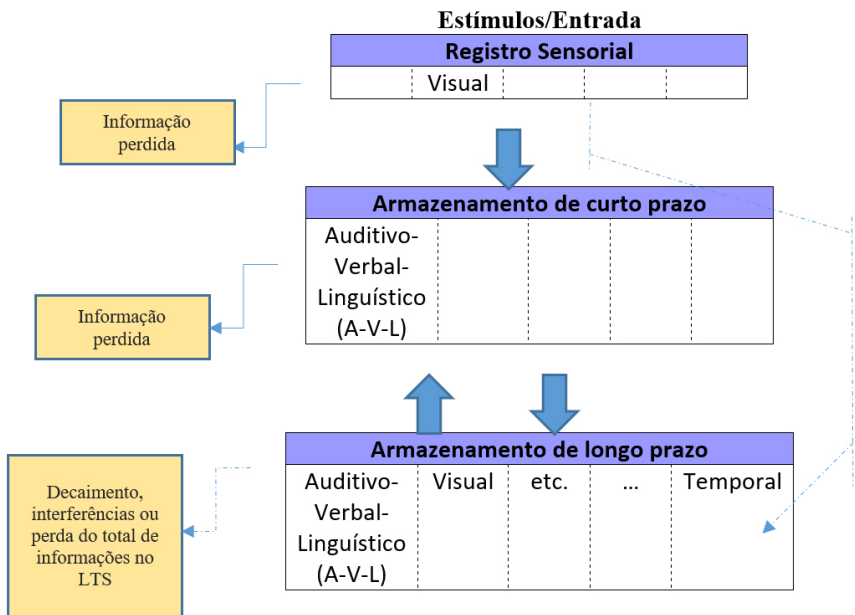 Estímulos/Entrada
Registro Sensorial
Visual
Informação
perdida
Armazenamento de curto prazo
Auditivo-
Verbal-
Linguístico
(A-V-L)
Informação
perdida
Armazenamento de longo prazo
Auditivo-
Verbal-
Linguístico
(A-V-L)
Visual
etc.
...
Temporal
Decaimento,
interferências ou
perda do total de
informações no
LTS